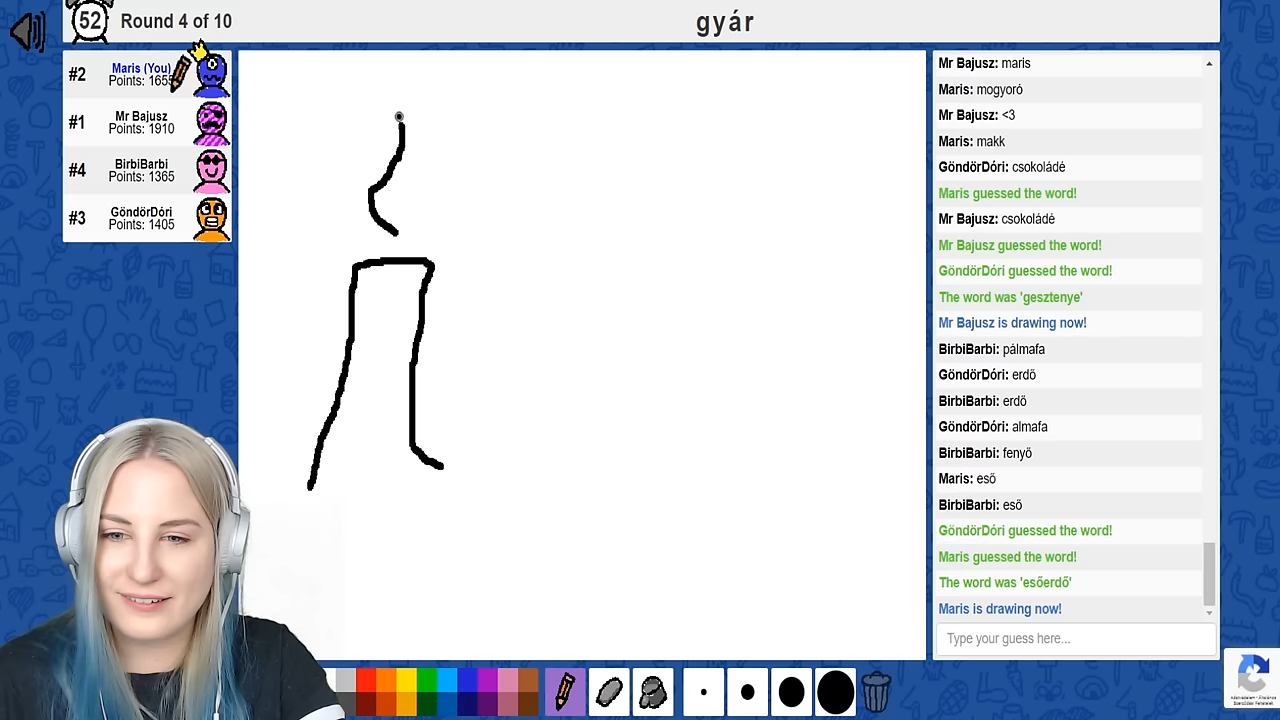 52
Round 4 of 10
gyár
#2
Maris (You)
Points: 1655
#1
Mr Bajusz
Points: 1910
#4
BirbiBarbi
Points: 1365
#3
GöndörDóri
Points: 1405
Mr Bajusz: maris
Maris: mogyoró
Mr Bajusz: <3
Maris: makk
GöndörDóri: csokoládé
Maris guessed the word!
Mr Bajusz: csokoládé
Mr Bajusz guessed the word!
GöndörDóri guessed the word!
The word was 'gesztenye'
Mr Bajusz is drawing now!
BirbiBarbi: pálmafa
GöndörDóri: erdő
BirbiBarbi: erdő
GöndörDóri: almafa
BirbiBarbi: fenyő
Maris: eső
BirbiBarbi: eső
GöndörDóri guessed the word!
Maris guessed the word!
The word was 'esőerdő'
Maris is drawing now!
Type your guess here...